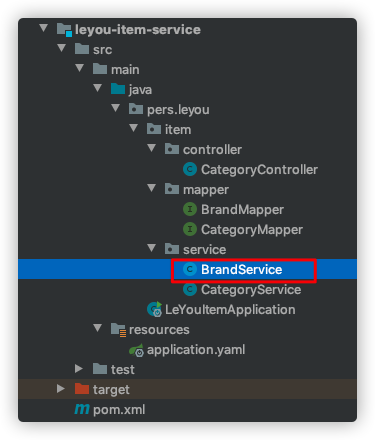 leyou-item-service
src
main
java
pers.leyou
item
controller
CategoryController
mapper
BrandMapper
CategoryMapper
service
BrandService
CategoryService
LeYouItemApplication
resources
application.yaml
test
target
pom.xml